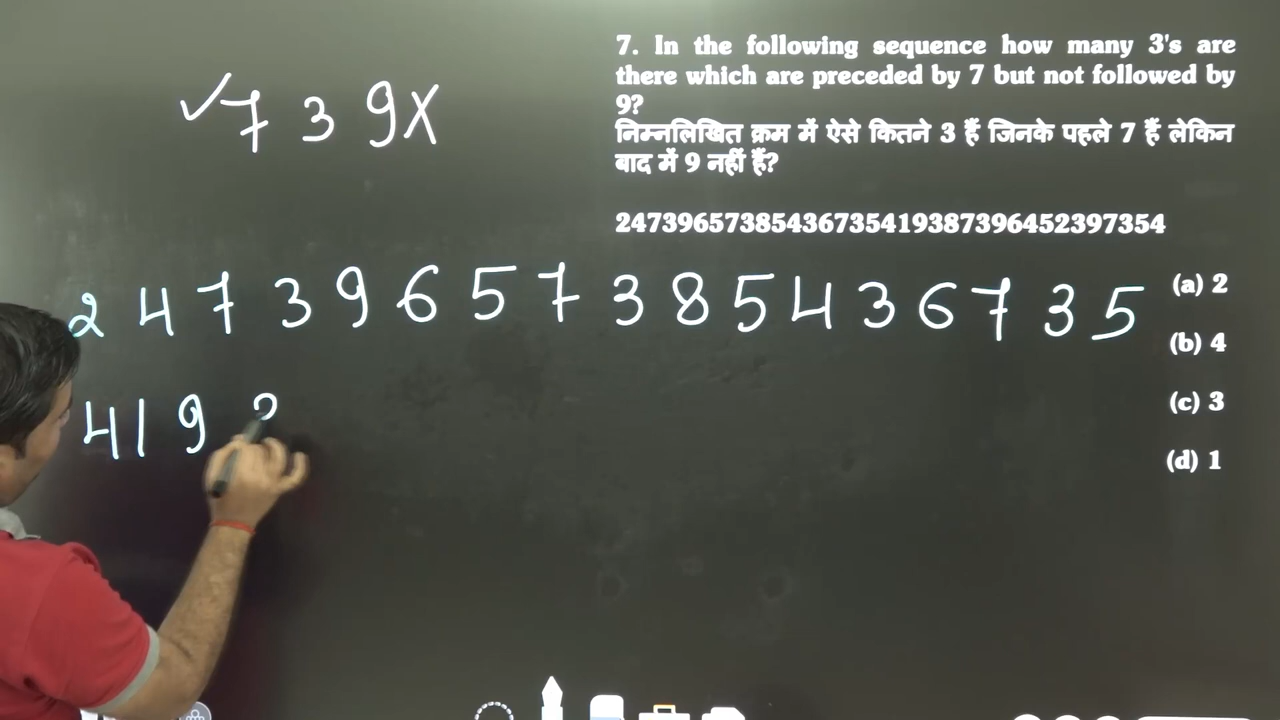 7. In the following sequence how many 3's are
there which are preceded by 7 but not followed by
9?
निम्नलिखित क्रम में ऐसे कितने 3 हैं जिनके पहले 7 हैं लेकिन
बाद में 9 नहीं हैं?
24739657385436735419387396452397354
(a) 2
(b) 4
(c) 3
(d) 1
✓7 3 9X
2 4 7 3 9 6 5 7 3 8 5 4 3 6 7 3 5
4 1 9